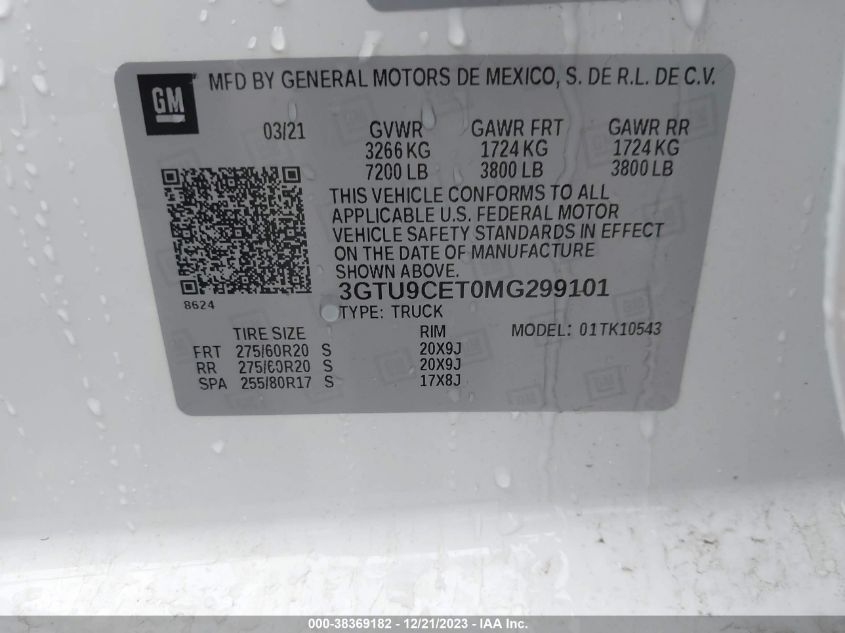 GM
MFD BY GENERAL MOTORS DE MEXICO, S. DE R.L. DE C.V.
03/21 GVWR GAWR FRT GAWR RR
3266 KG 1724 KG 1724 KG
7200 LB 3800 LB 3800 LB
THIS VEHICLE CONFORMS TO ALL
APPLICABLE U.S. FEDERAL MOTOR
VEHICLE SAFETY STANDARDS IN EFFECT
ON THE DATE OF MANUFACTURE
SHOWN ABOVE.
8624
3GTU9CET0MG299101
TYPE: TRUCK
TIRE SIZE RIM MODEL: 01TK10543
FRT 275/60R20 S 20X9J
RR 275/60R20 S 20X9J
SPA 255/80R17 S 17X8J
000-38369182 - 12/21/2023 - IAA Inc.